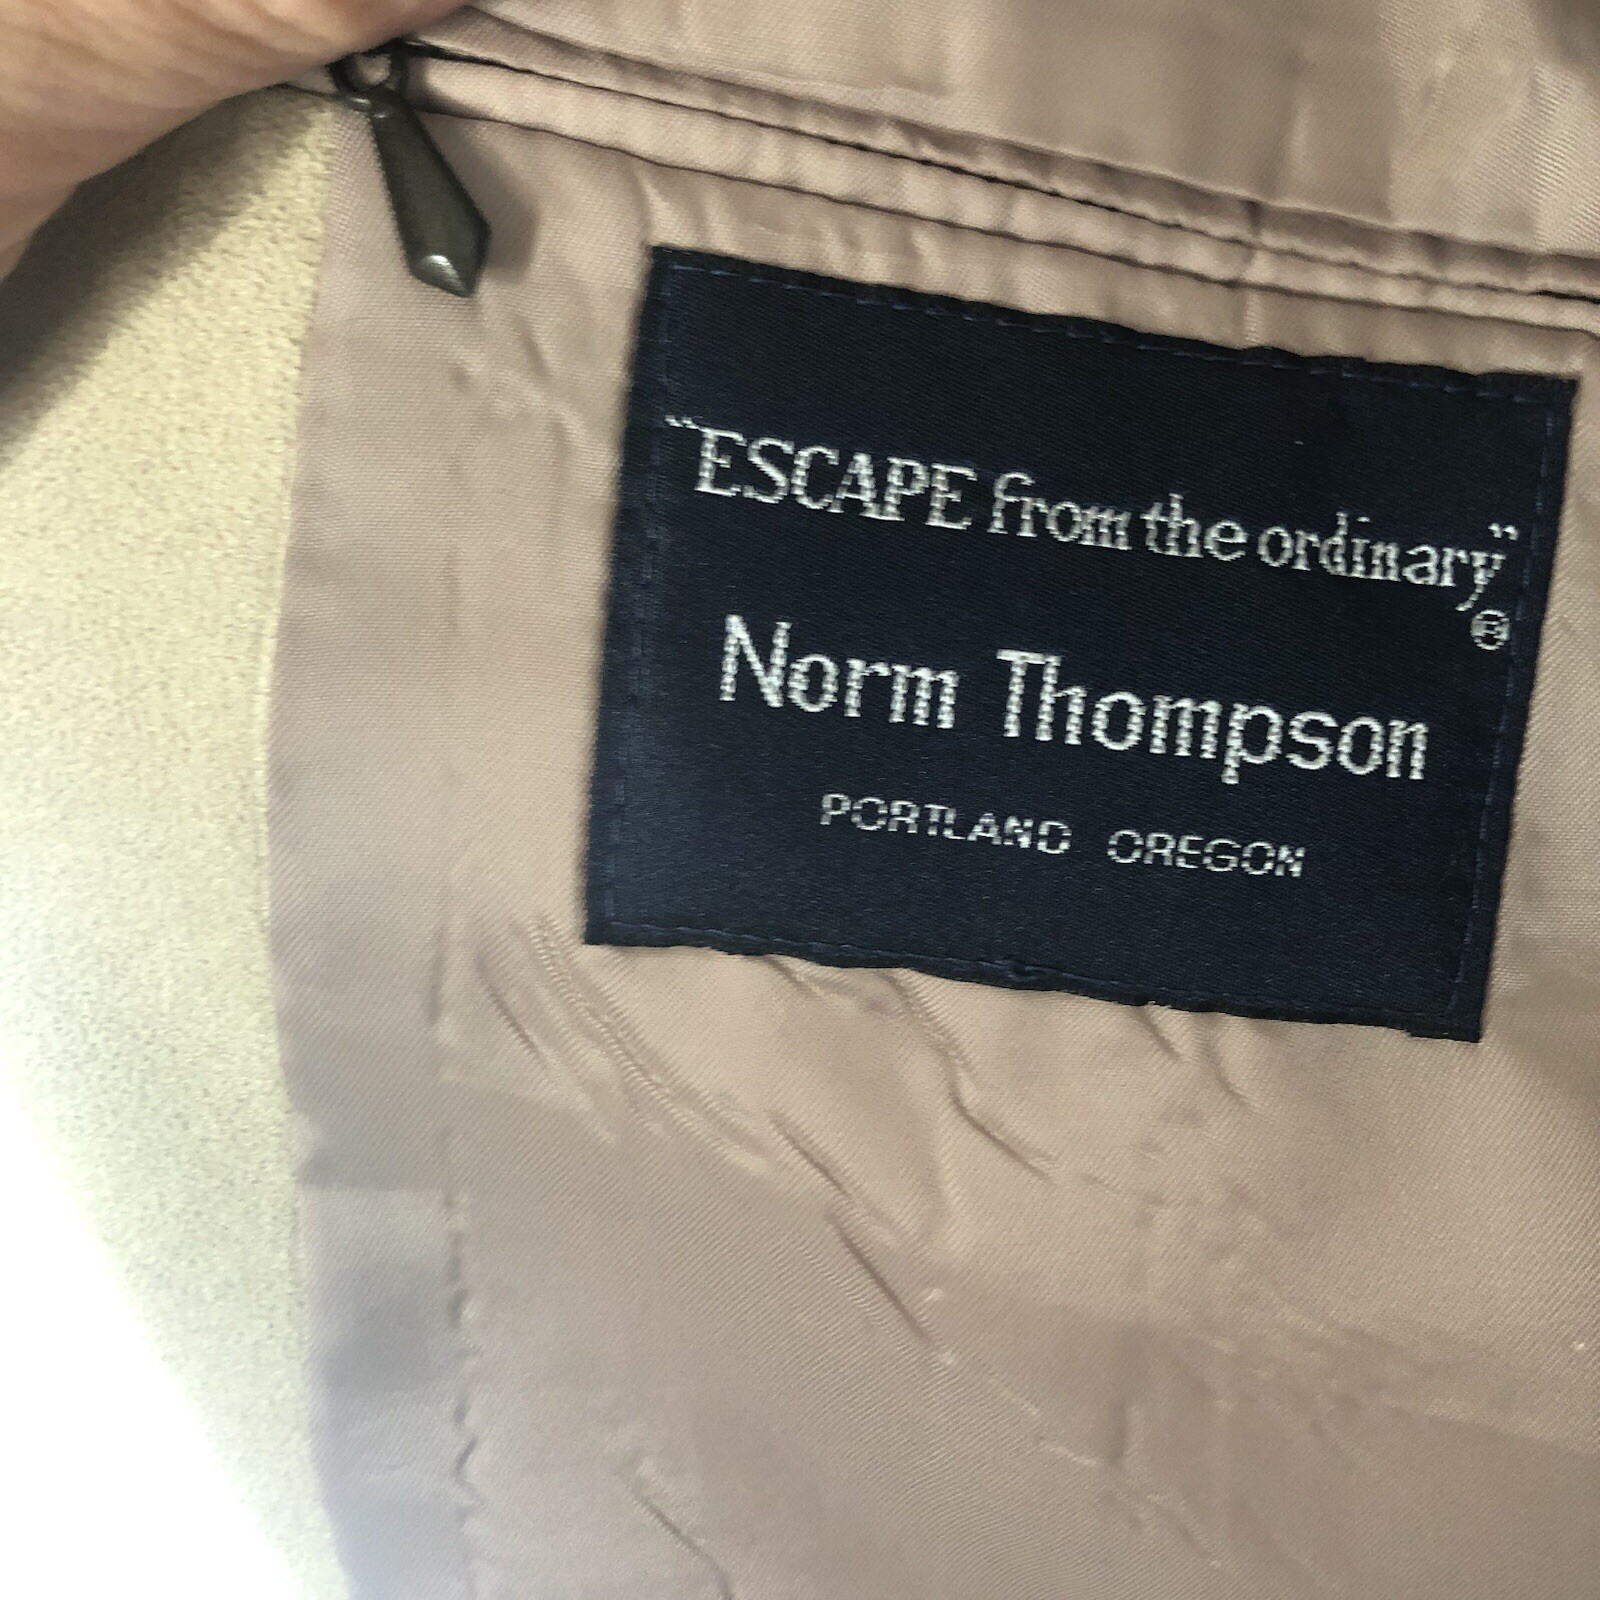 "ESCAPE from the ordinary"
®
Norm Thompson
PORTLAND OREGON